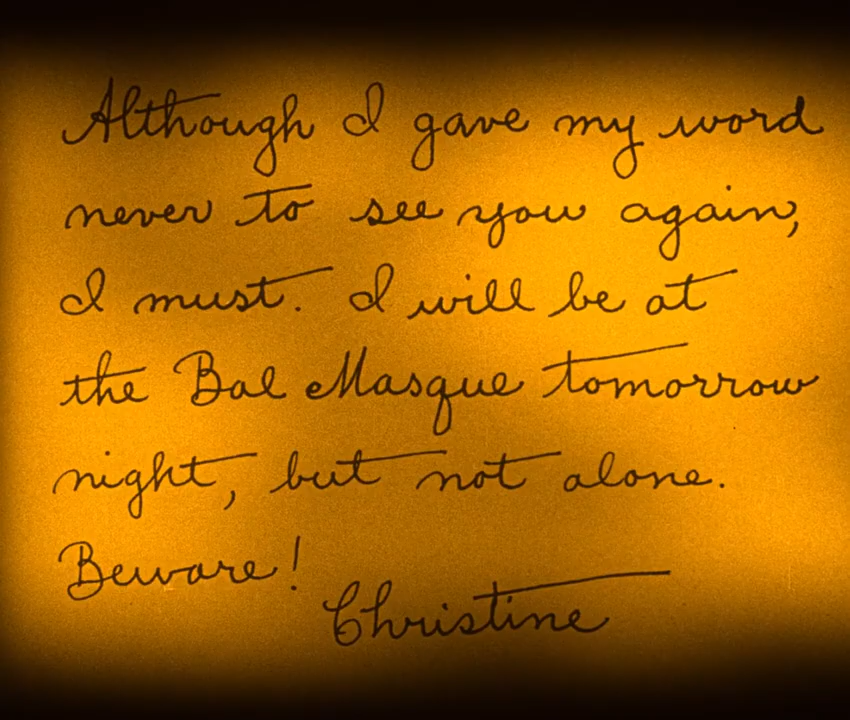 Although I gave my word
never to see you again,
I must. I will be at
the Bal Masque tomorrow
night, but not alone.
Beware!
Christine